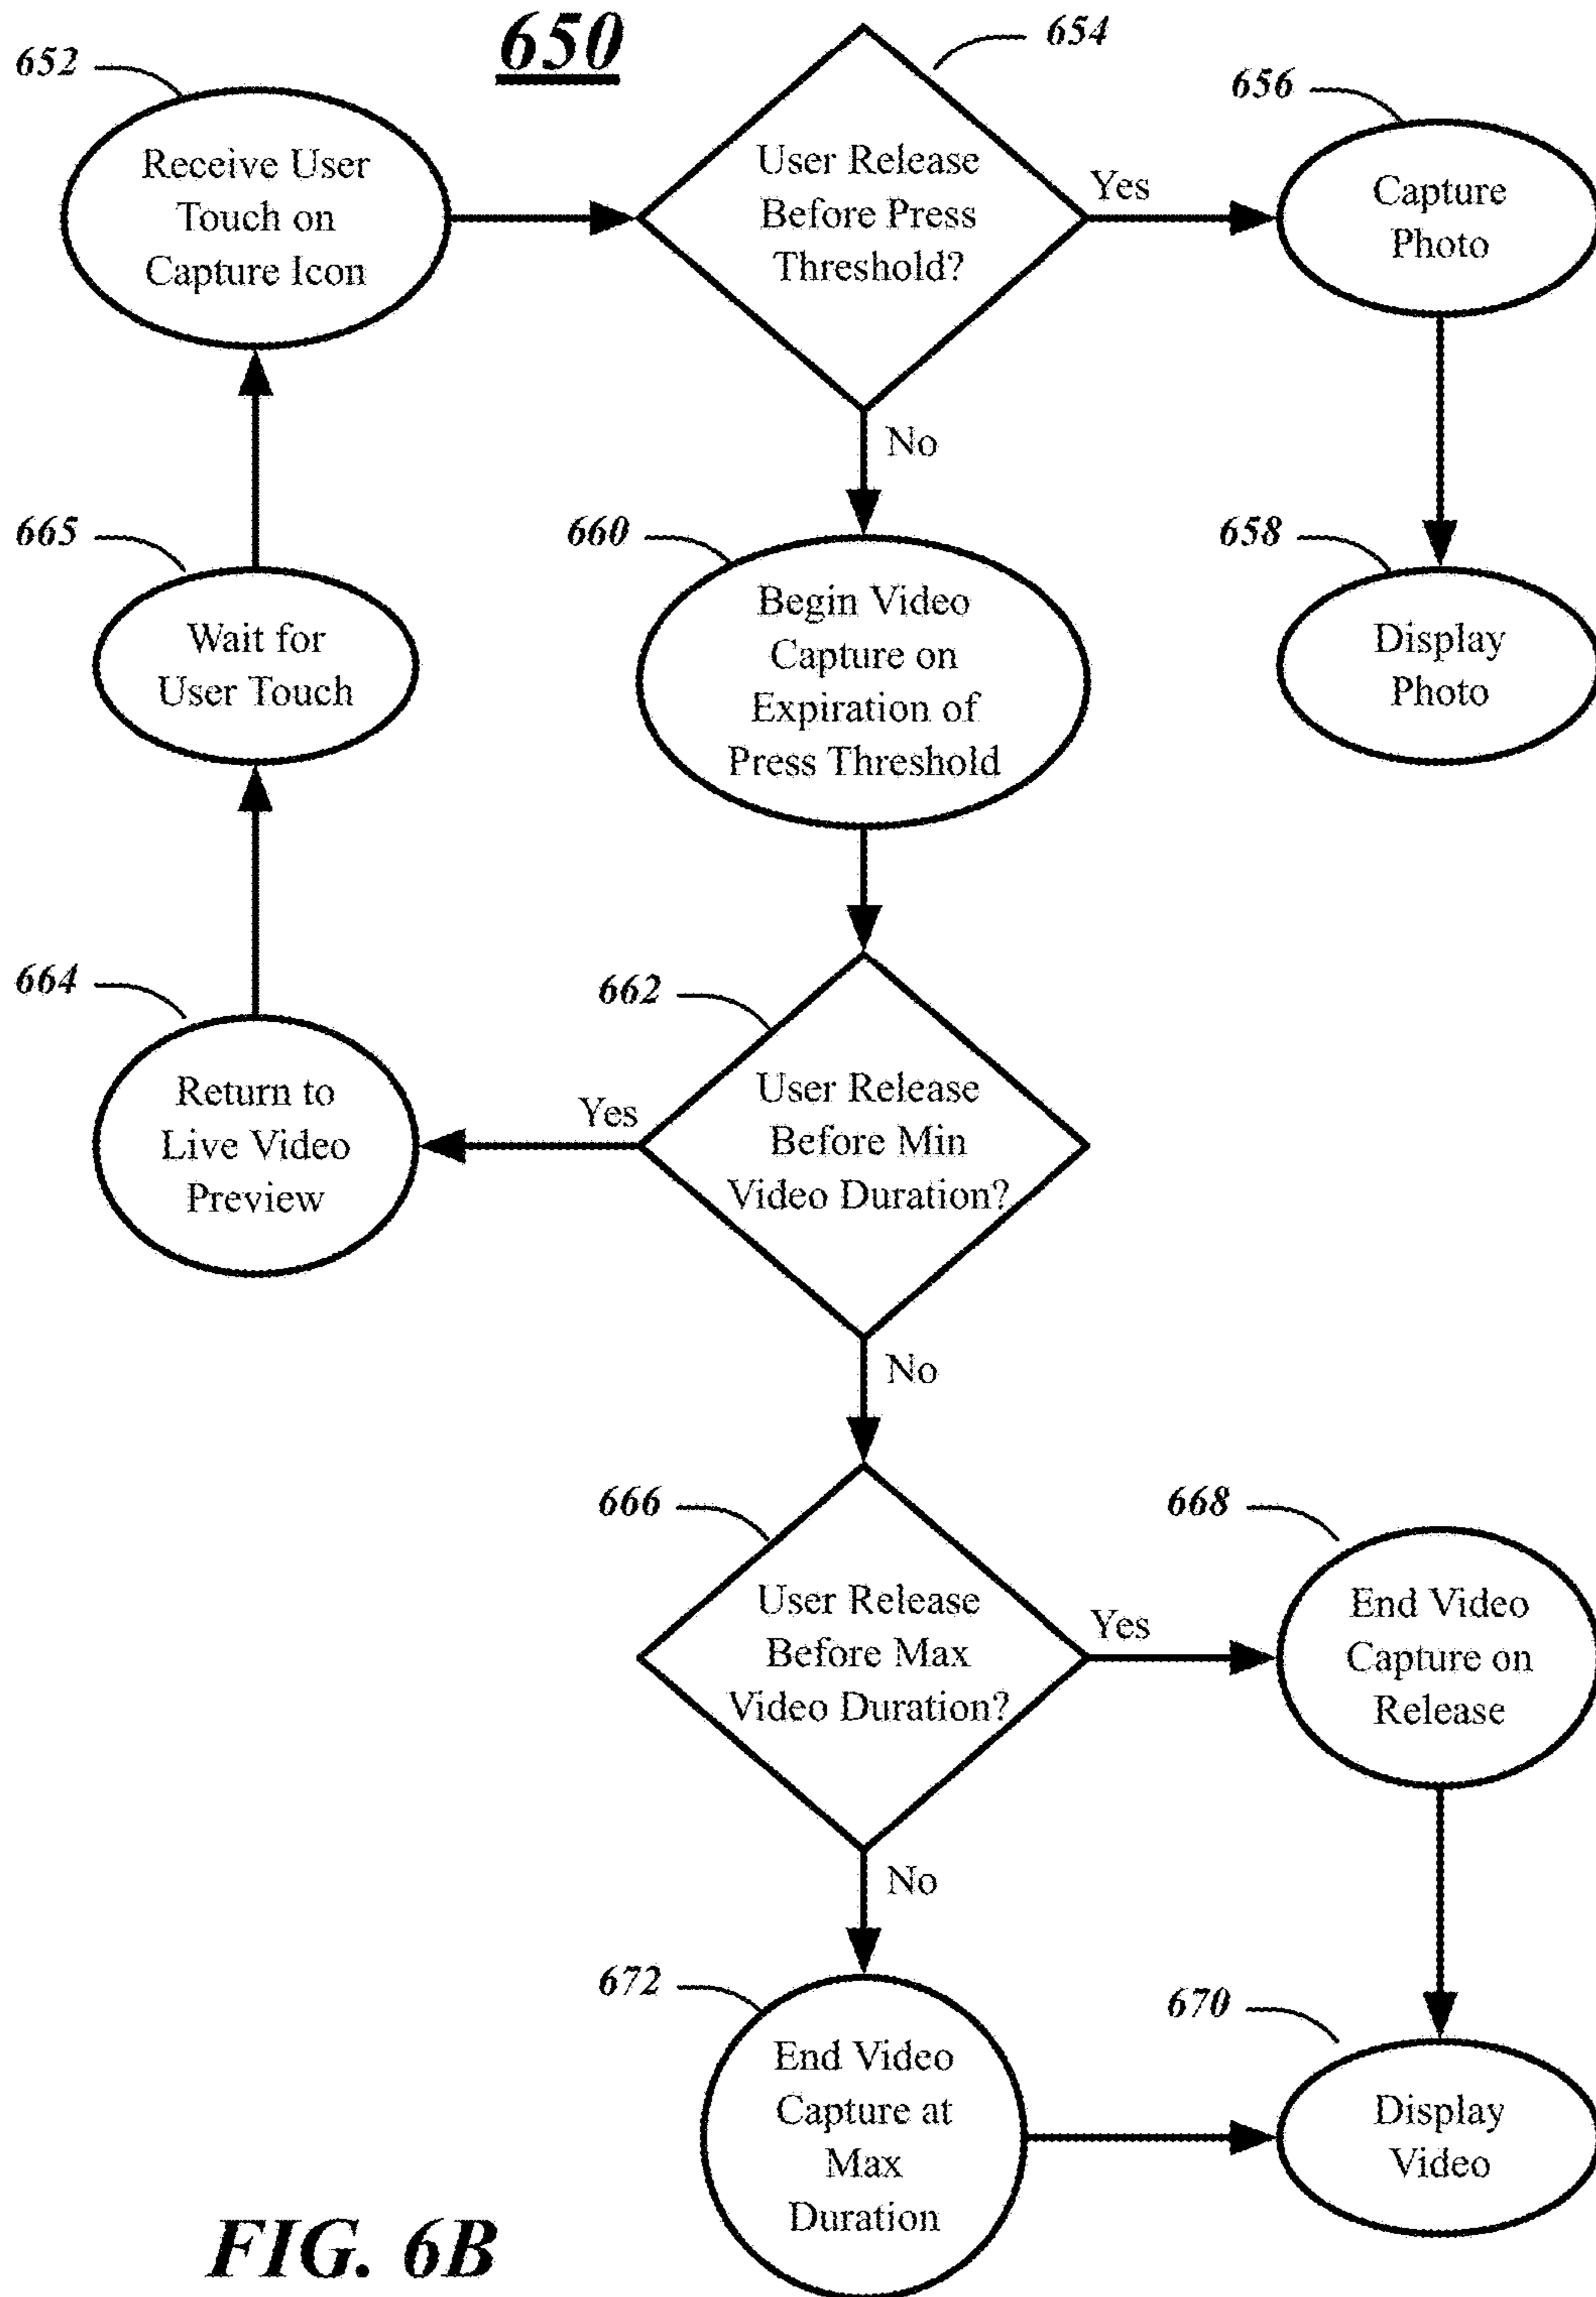 650
652
Receive User
Touch on
Capture Icon
654
User Release
Before Press
Threshold?
Yes
656
Capture
Photo
No
665
Wait for
User Touch
660
Begin Video
Capture on
Expiration of
Press Threshold
658
Display
Photo
664
Return to
Live Video
Preview
Yes
662
User Release
Before Min
Video Duration?
No
666
User Release
Before Max
Video Duration?
Yes
668
End Video
Capture on
Release
No
672
End Video
Capture at
Max
Duration
670
Display
Video
FIG. 6B